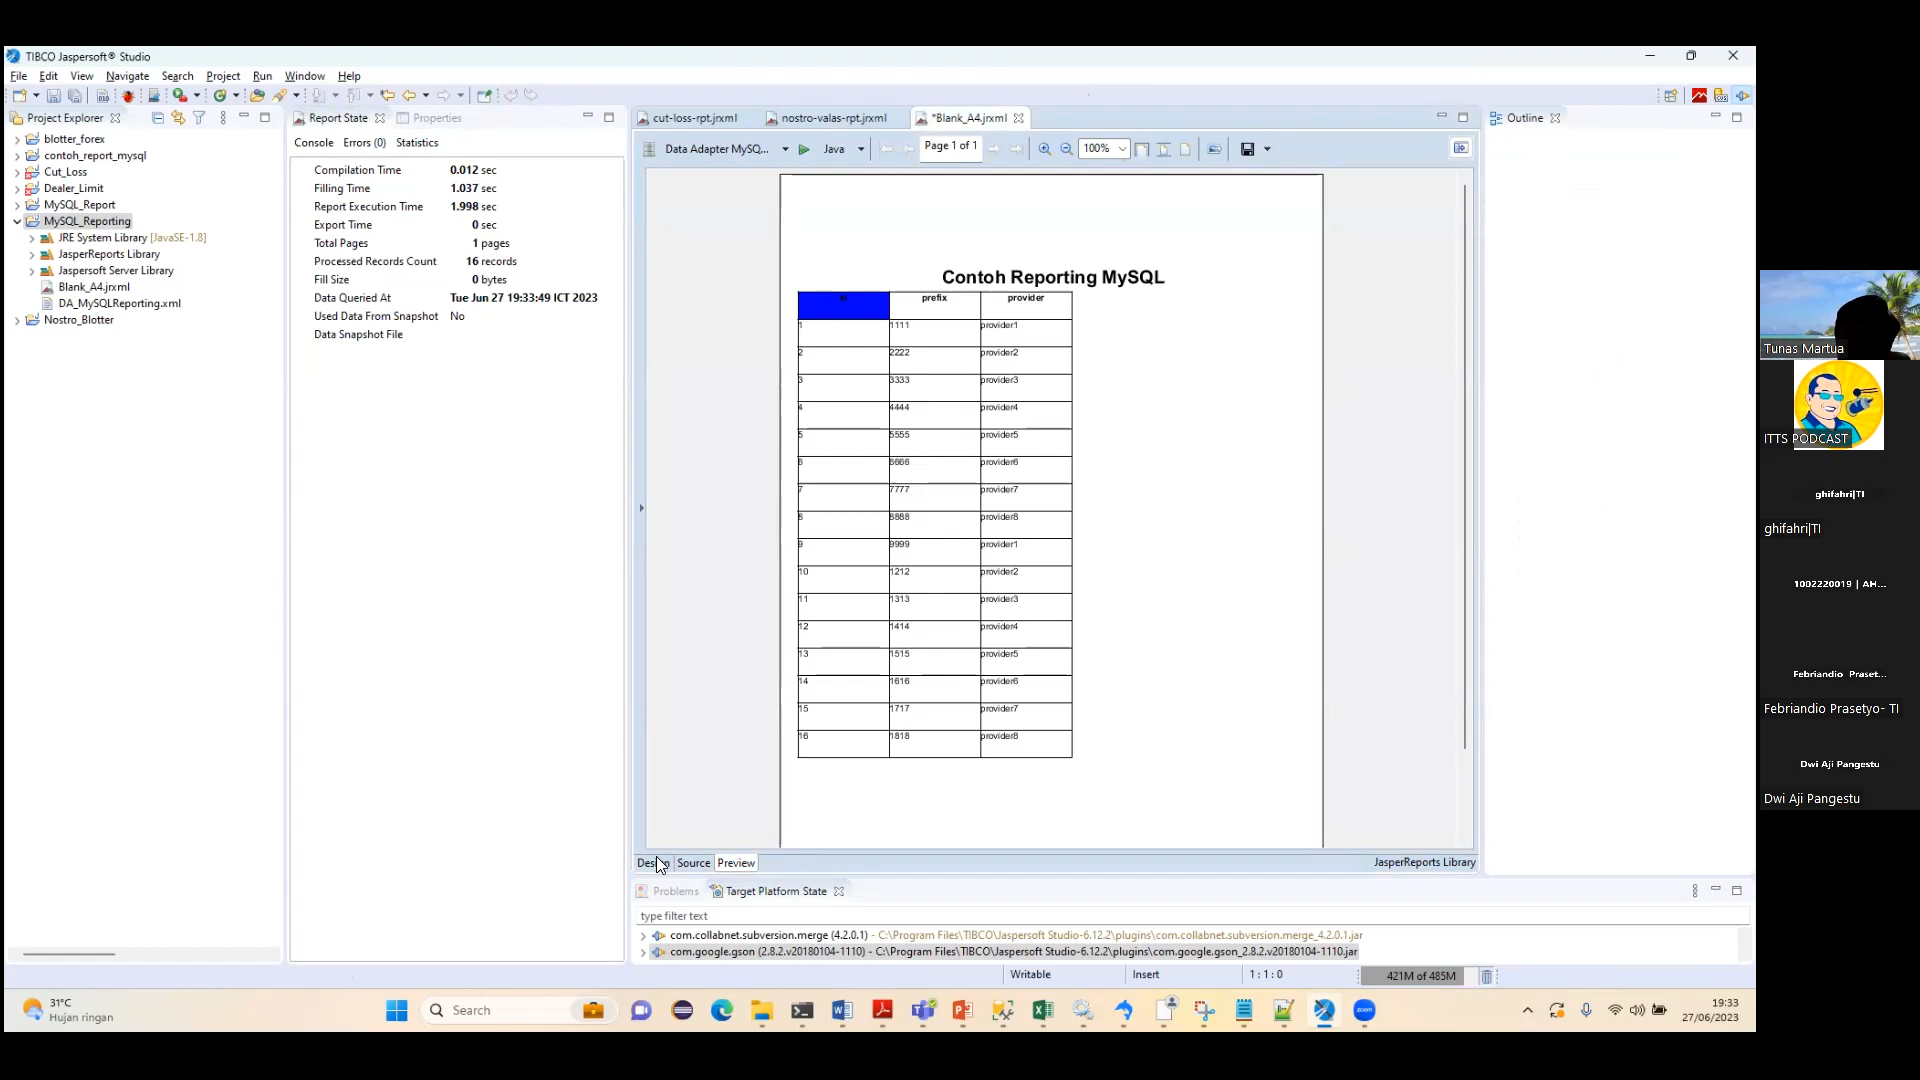 TIBCO Jaspersoft® Studio
File Edit View Navigate Search Project Run Window Help
Project Explorer
blotter_forex
contoh_report_mysql
Cut_Loss
Dealer_Limit
MySQL_Report
MySQL_Reporting
JRE System Library [JavaSE-1.8]
JasperReports Library
Jaspersoft Server Library
Blank_A4.jrxml
DA_MySQLReporting.xml
Nostro_Blotter
Report State Properties
Console Errors (0) Statistics
Compilation Time 0.012 sec
Filling Time 1.037 sec
Report Execution Time 1.998 sec
Export Time 0 sec
Total Pages 1 pages
Processed Records Count 16 records
Fill Size 0 bytes
Data Queried At Tue Jun 27 19:33:49 ICT 2023
Used Data From Snapshot No
Data Snapshot File
cut-loss-rpt.jrxml nostro-valas-rpt.jrxml *Blank_A4.jrxml
Data Adapter MySQ... Java Page 1 of 1 100%
Contoh Reporting MySQL
id prefix provider
1 1111 provider1
2 2222 provider2
3 3333 provider3
4 4444 provider4
5 5555 provider5
6 6666 provider6
7 7777 provider7
8 8888 provider8
9 9999 provider1
10 1212 provider2
11 1313 provider3
12 1414 provider4
13 1515 provider5
14 1616 provider6
15 1717 provider7
16 1818 provider8
Design Source Preview JasperReports Library
Outline
Problems Target Platform State
type filter text
com.collabnet.subversion.merge (4.2.0.1) - C:\Program Files\TIBCO\Jaspersoft Studio-6.12.2\plugins\com.collabnet.subversion.merge_4.2.0.1.jar
com.google.gson (2.8.2.v20180104-1110) - C:\Program Files\TIBCO\Jaspersoft Studio-6.12.2\plugins\com.google.gson_2.8.2.v20180104-1110.jar
Writable Insert 1 : 1 : 0 421M of 485M
31°C
Hujan ringan
Search
19:33
27/06/2023
Tunas Martua
ITTS PODCAST
ghifahri|TI
ghifahri|TI
1002220019 | AH...
Febriandio Praset...
Febriandio Prasetyo- TI
Dwi Aji Pangestu
Dwi Aji Pangestu